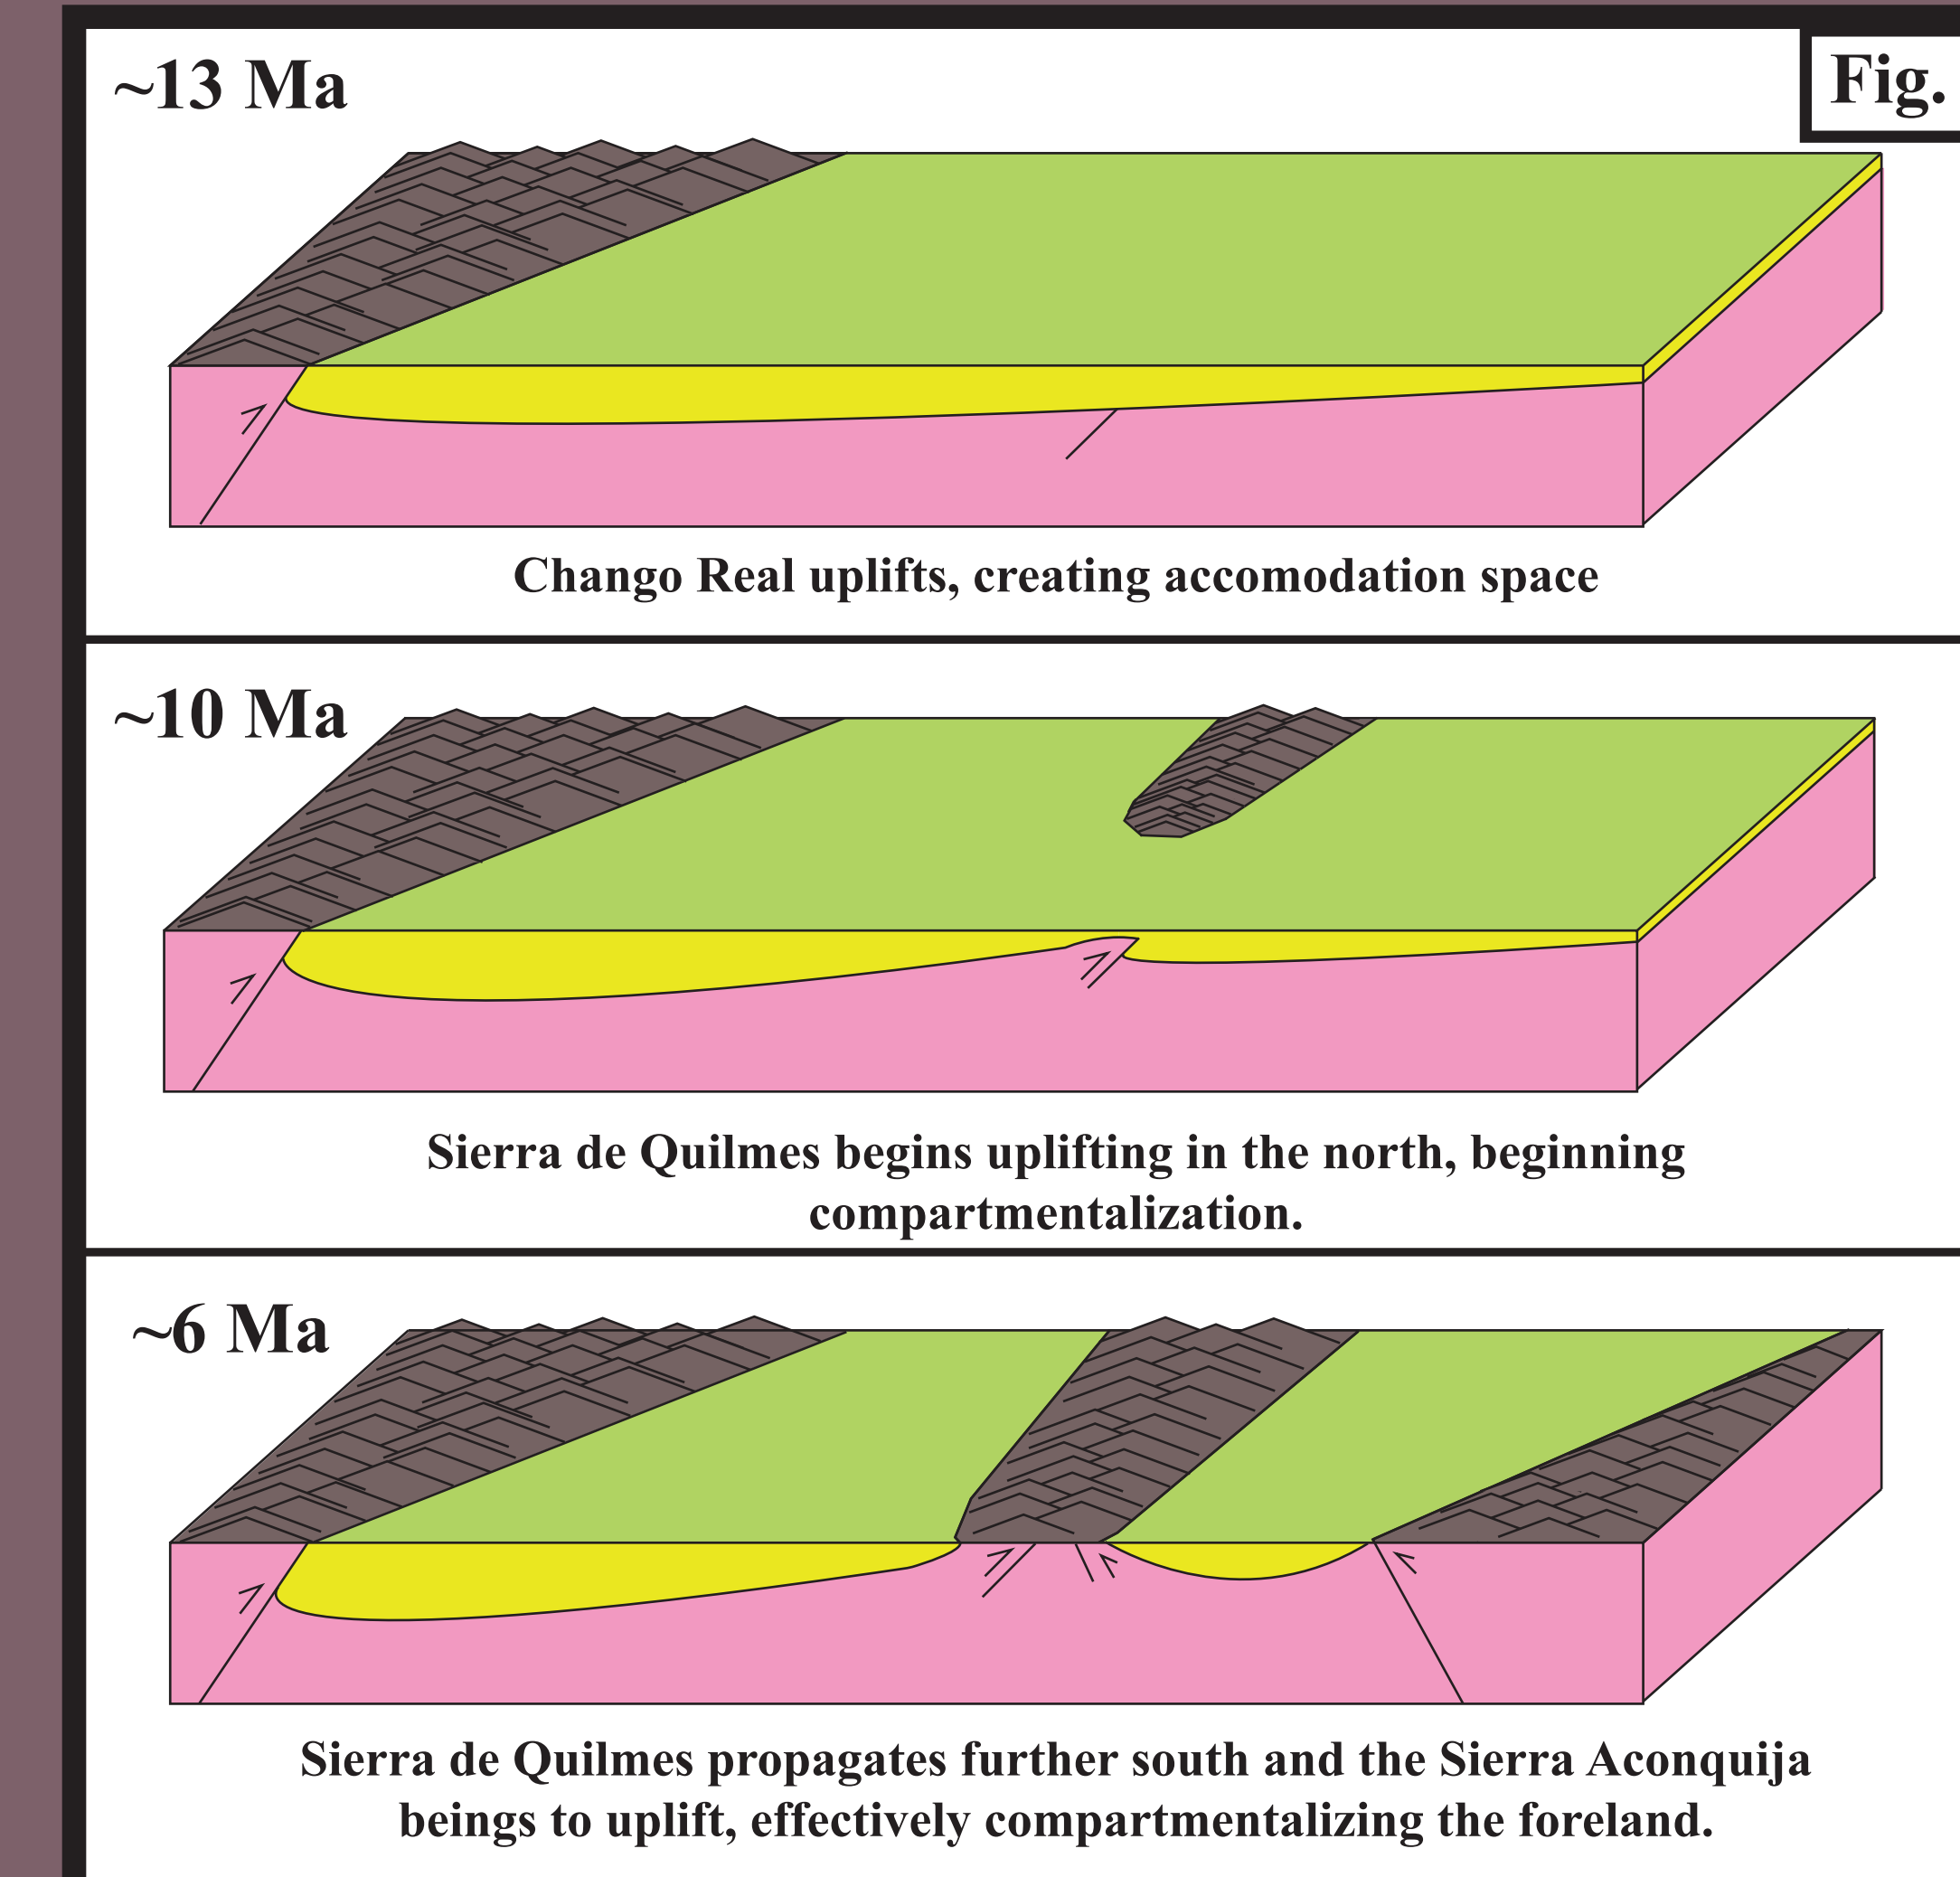 ~13 Ma
Fig.
Chango Real uplifts, creating accomodation space
~10 Ma
Sierra de Quilmes begins uplifting in the north, beginning
compartmentalization.
~6 Ma
Sierra de Quilmes propagates further south and the Sierra Aconquija
beings to uplift, effectively compartmentalizing the foreland.